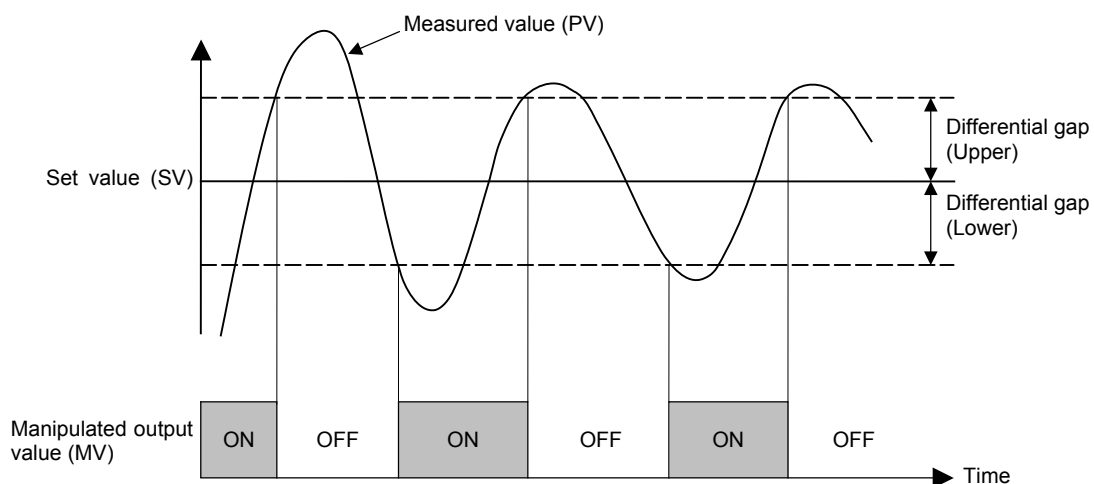 Measured value (PV)
Differential gap
(Upper)
Set value (SV)
Differential gap
(Lower)
Manipulated output
value (MV)
ON
OFF
ON
OFF
ON
OFF
Time